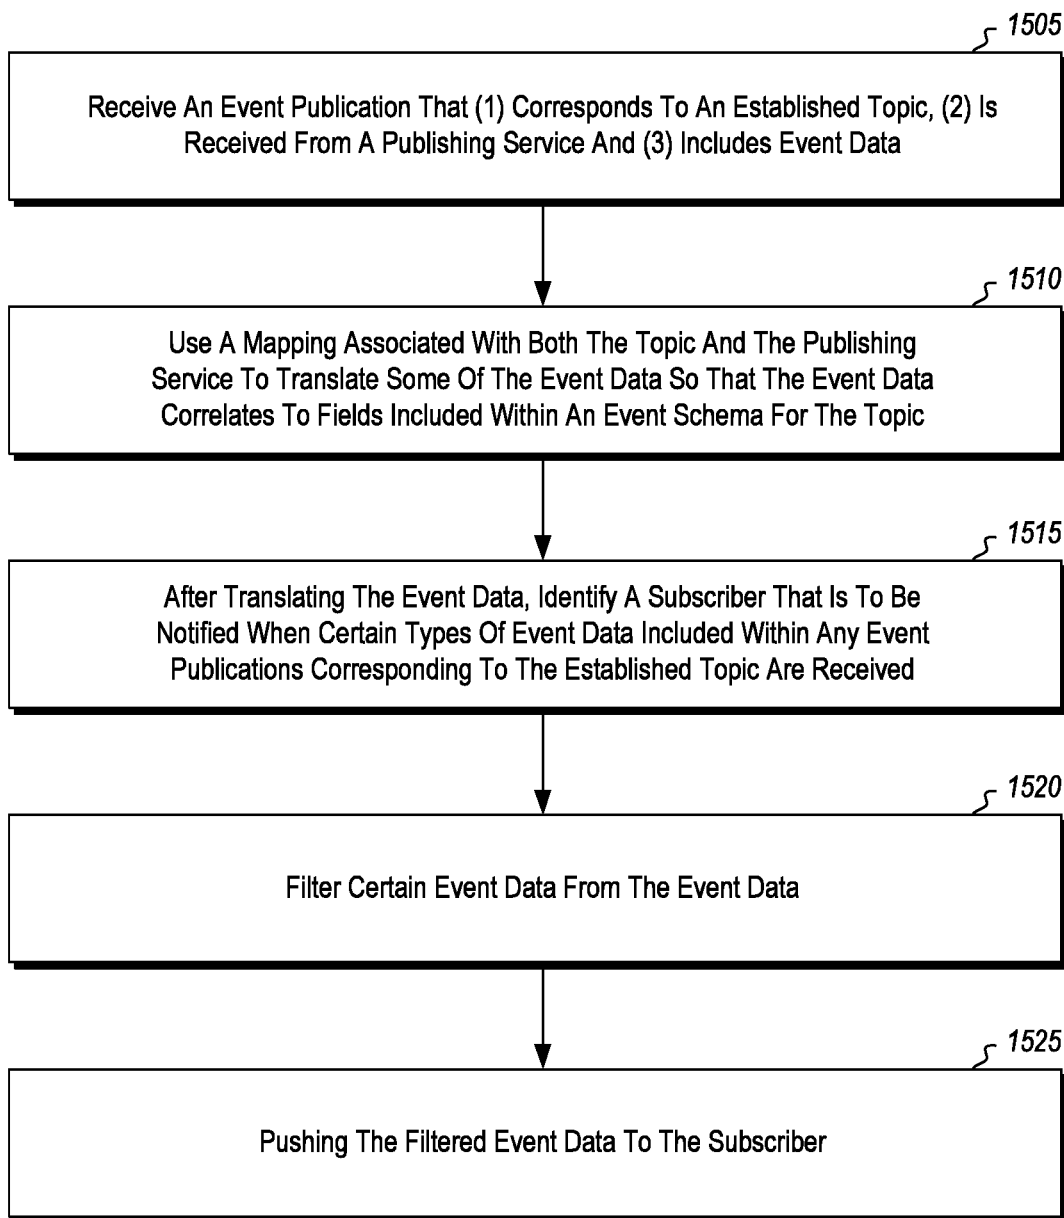 1505
Receive An Event Publication That (1) Corresponds To An Established Topic, (2) Is
Received From A Publishing Service And (3) Includes Event Data
1510
Use A Mapping Associated With Both The Topic And The Publishing
Service To Translate Some Of The Event Data So That The Event Data
Correlates To Fields Included Within An Event Schema For The Topic
1515
After Translating The Event Data, Identify A Subscriber That Is To Be
Notified When Certain Types Of Event Data Included Within Any Event
Publications Corresponding To The Established Topic Are Received
1520
Filter Certain Event Data From The Event Data
1525
Pushing The Filtered Event Data To The Subscriber